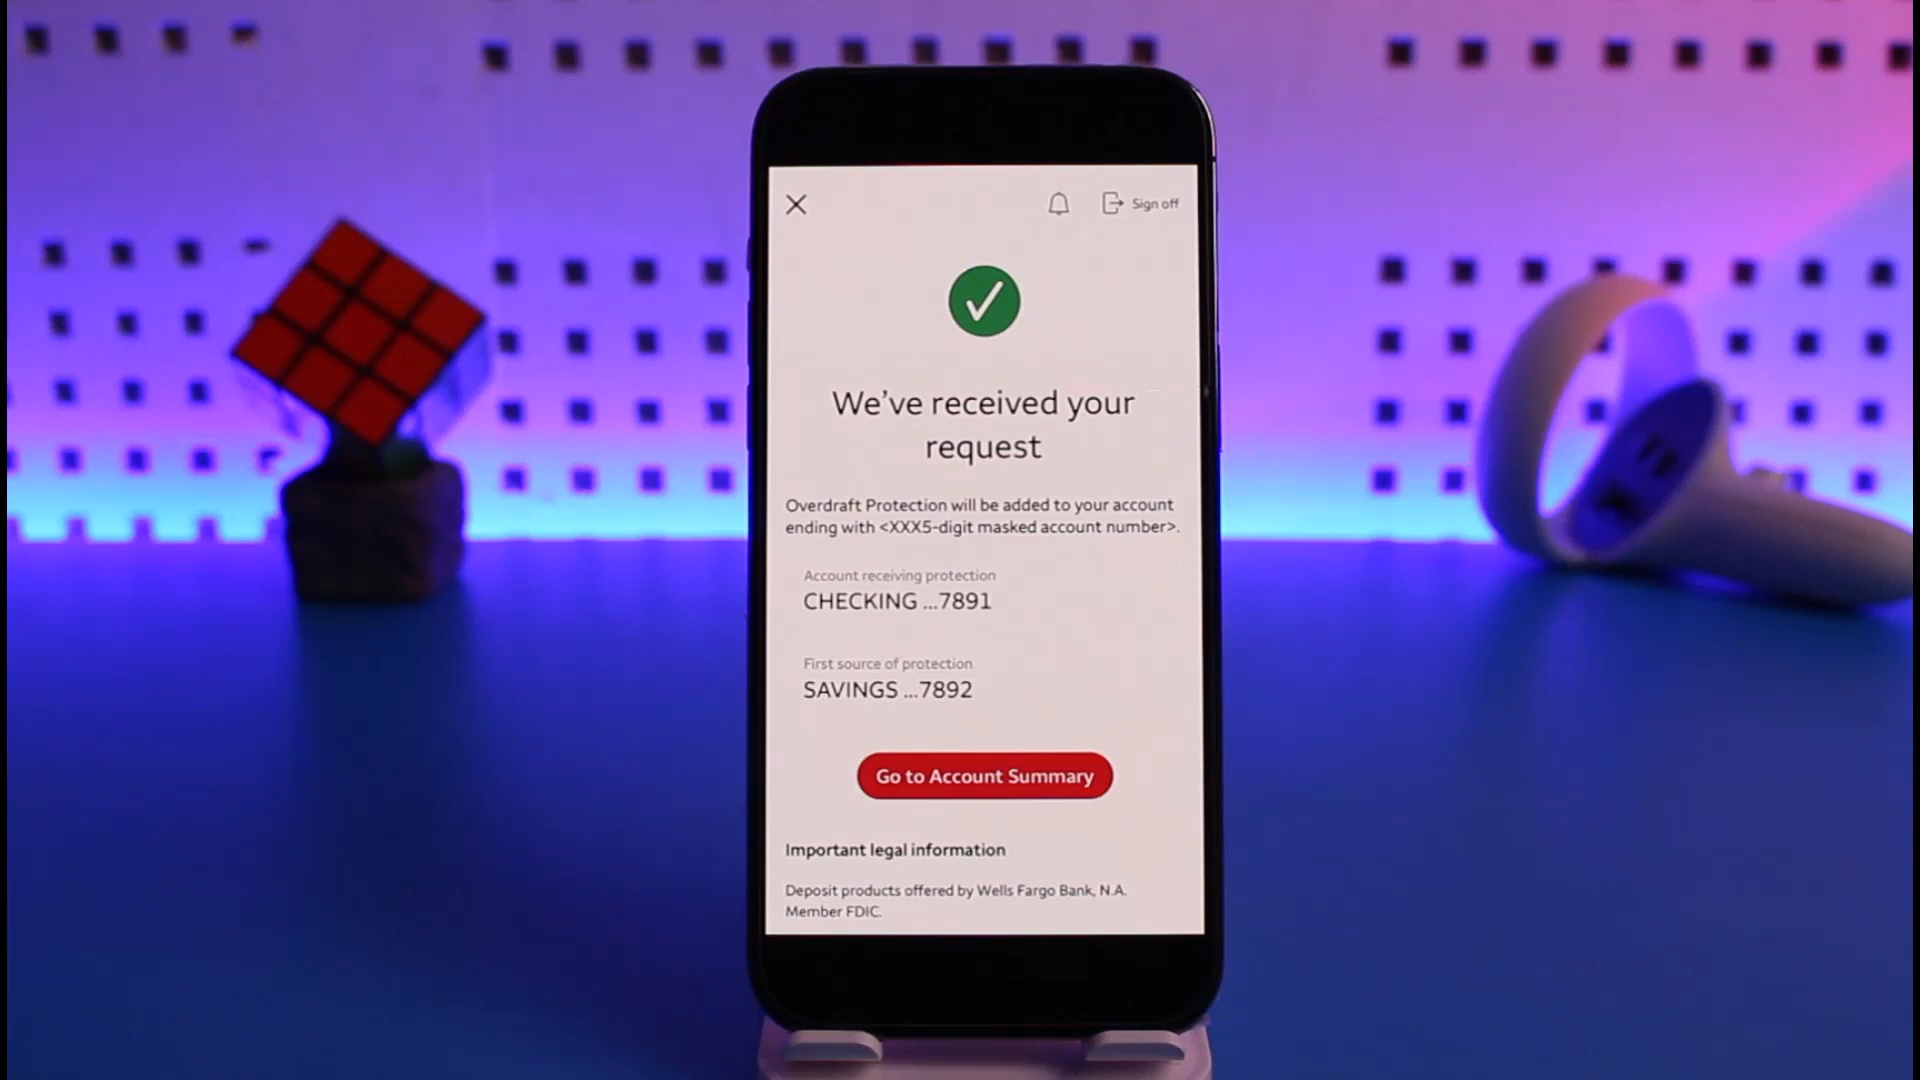 Sign off
We've received your
request
Overdraft Protection will be added to your account
ending with <XXX5-digit masked account number>.
Account receiving protection
CHECKING ...7891
First source of protection
SAVINGS ...7892
Go to Account Summary
Important legal information
Deposit products offered by Wells Fargo Bank, N.A.
Member FDIC.